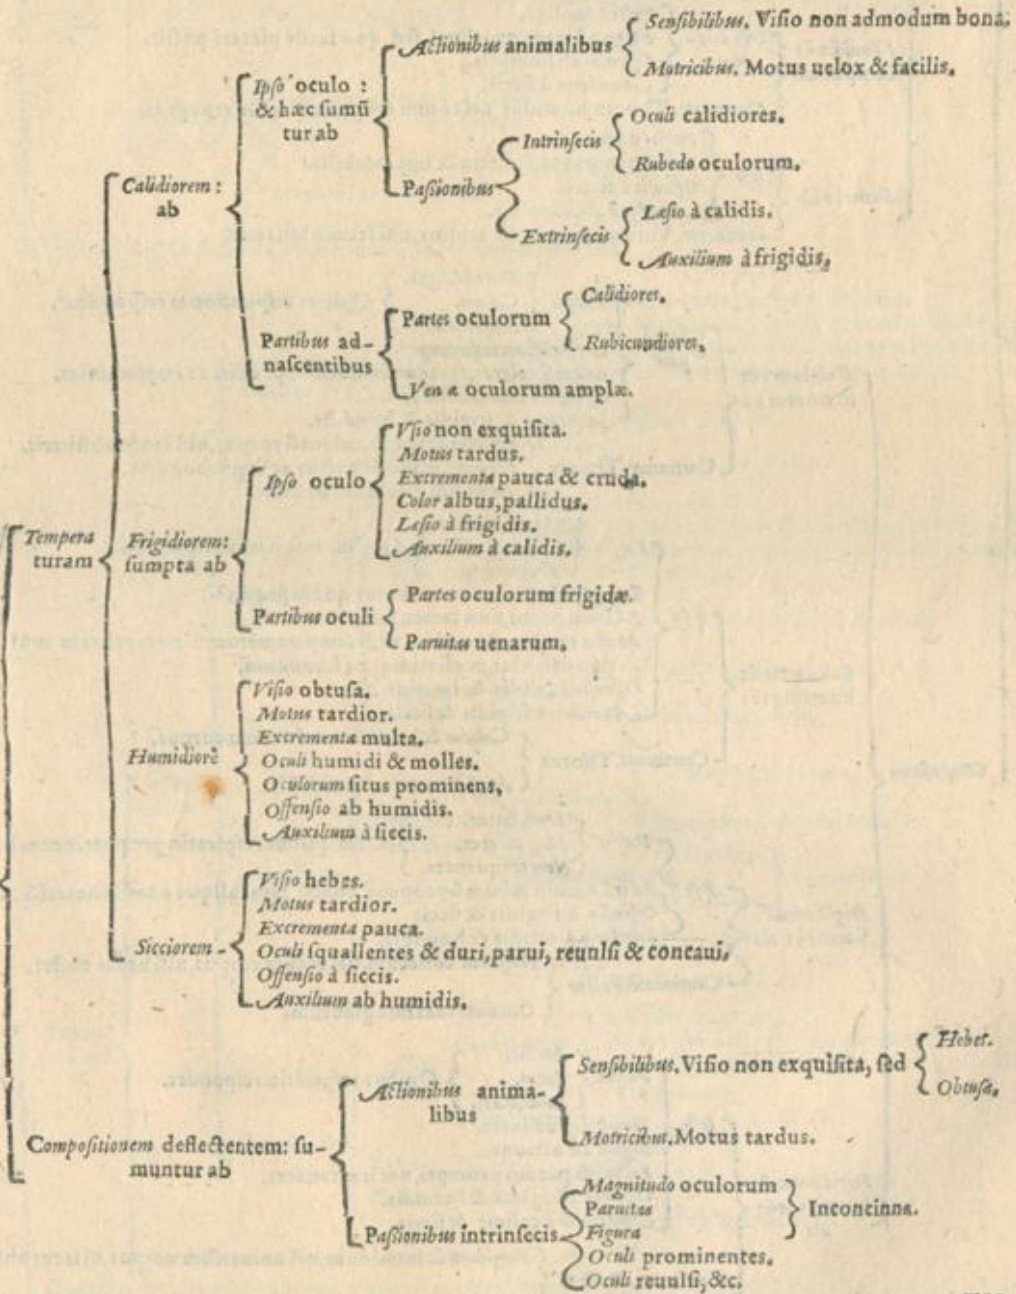 Senſibilibus. Viſio non admodum bona.
Actionibus animalibus
Motricibus. Motus uelox & facilis.
Ipſo oculo :
& hæc ſumũ
tur ab
Oculi calidiores.
Intrinſecis
Rubedo oculorum.
Calidiorem :
ab
Paſsionibus
Læſio à calidis.
Extrinſecis
Auxilium à frigidis.
Calidiores.
Partes oculorum
Partibus ad-
naſcentibus
Rubicundiores.
Venæ oculorum amplæ.
Viſio non exquiſita.
Motus tardus.
Ipſo oculo
Excrementa pauca & cruda.
Color albus, pallidus.
Læſio à frigidis.
Tempera
turam
Frigidiorem:
ſumpta ab
Auxilium à calidis.
Partes oculorum frigidæ.
Partibus oculi
Paruitas uenarum.
Viſio obtuſa.
Motus tardior.
Excrementa multa.
Humidiorẽ
Oculi humidi & molles.
Oculorum ſitus prominens,
Offenſio ab humidis.
Auxilium à ſiccis.
Viſio hebes.
Motus tardior.
Excrementa pauca.
Sicciorem
Oculi ſquallentes & duri, parui, reuulſi & concaui.
Offenſio à ſiccis.
Auxilium ab humidis.
Hebet.
Senſibilibus. Viſio non exquiſita, ſed
Actionibus anima-
libus
Obtuſa.
Compoſitionem deflectentem: ſu-
muntur ab
Motricibus. Motus tardus.
Magnitudo oculorum
Paruitas
Inconcinna.
Paſsionibus intrinſecis
Figura
Oculi prominentes.
Oculi reuulſi, &c.